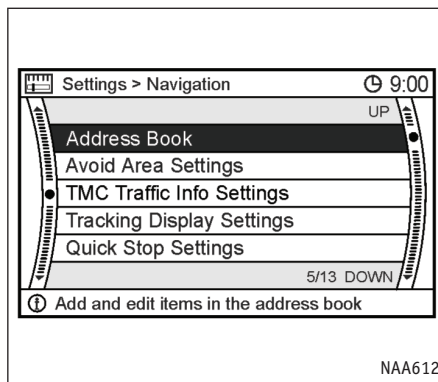 Settings > Navigation 9:00
UP
Address Book
Avoid Area Settings
TMC Traffic Info Settings
Tracking Display Settings
Quick Stop Settings
5/13 DOWN
Add and edit items in the address book
NAA612